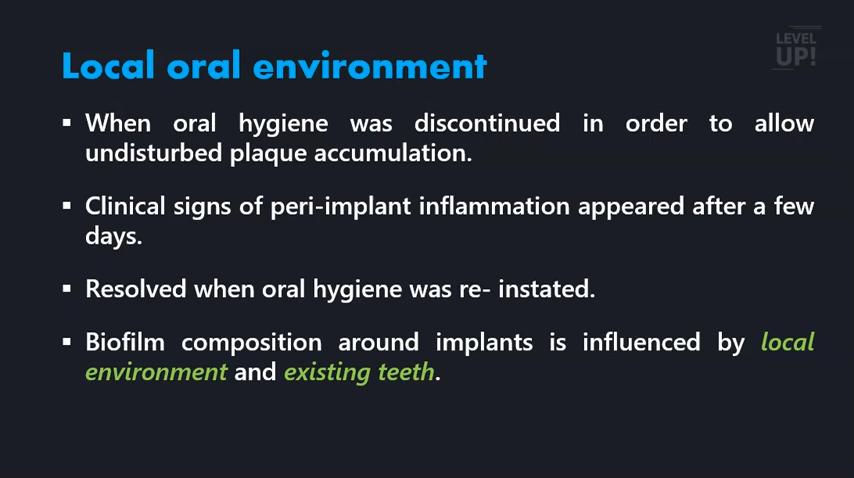 LEVEL
UP!
Local oral environment
▪ When oral hygiene was discontinued in order to allow
undisturbed plaque accumulation.
▪ Clinical signs of peri-implant inflammation appeared after a few
days.
▪ Resolved when oral hygiene was re- instated.
▪ Biofilm composition around implants is influenced by local
environment and existing teeth.